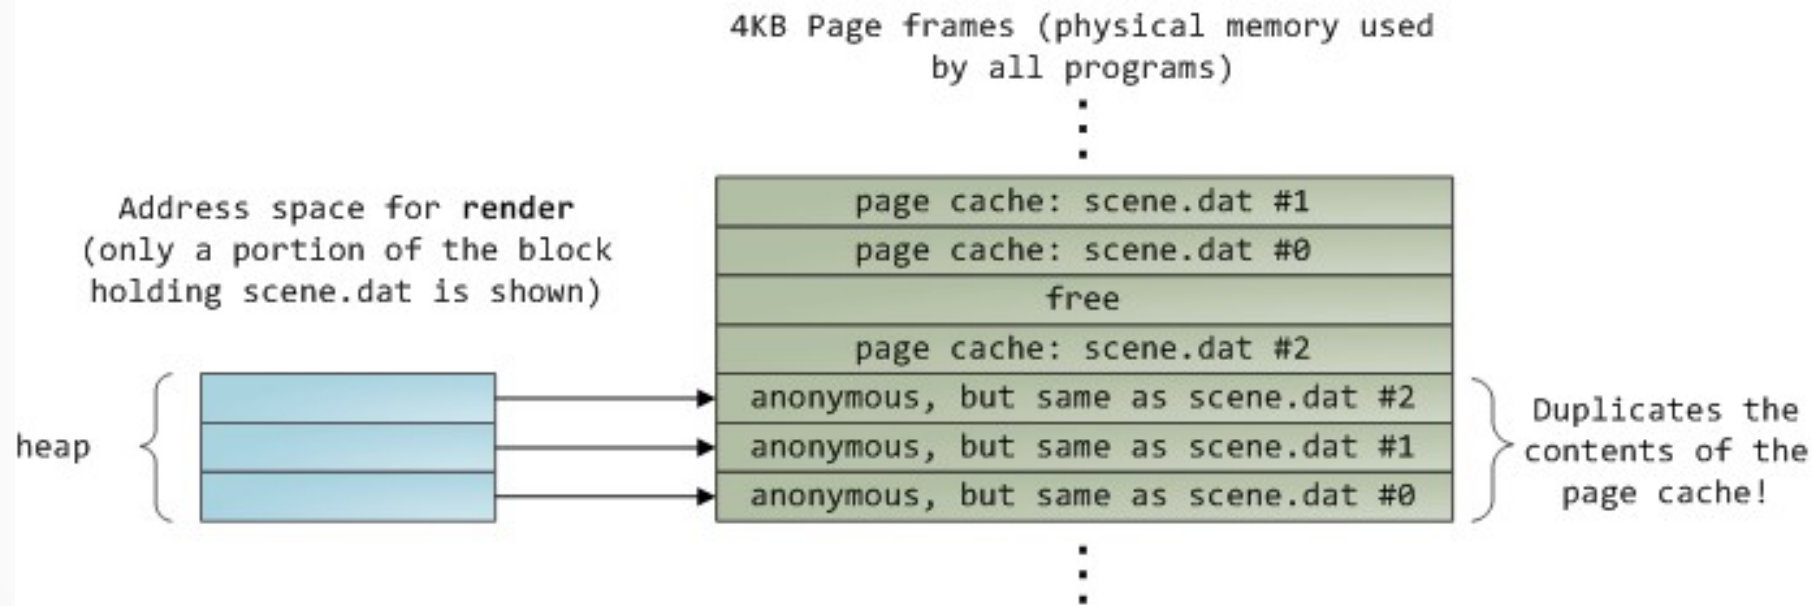 4KB Page frames (physical memory used
by all programs)
Address space for render
(only a portion of the block
holding scene.dat is shown)
page cache: scene.dat #1
page cache: scene.dat #0
free
page cache: scene.dat #2
anonymous, but same as scene.dat #2
anonymous, but same as scene.dat #1
anonymous, but same as scene.dat #0
heap
Duplicates the
contents of the
page cache!